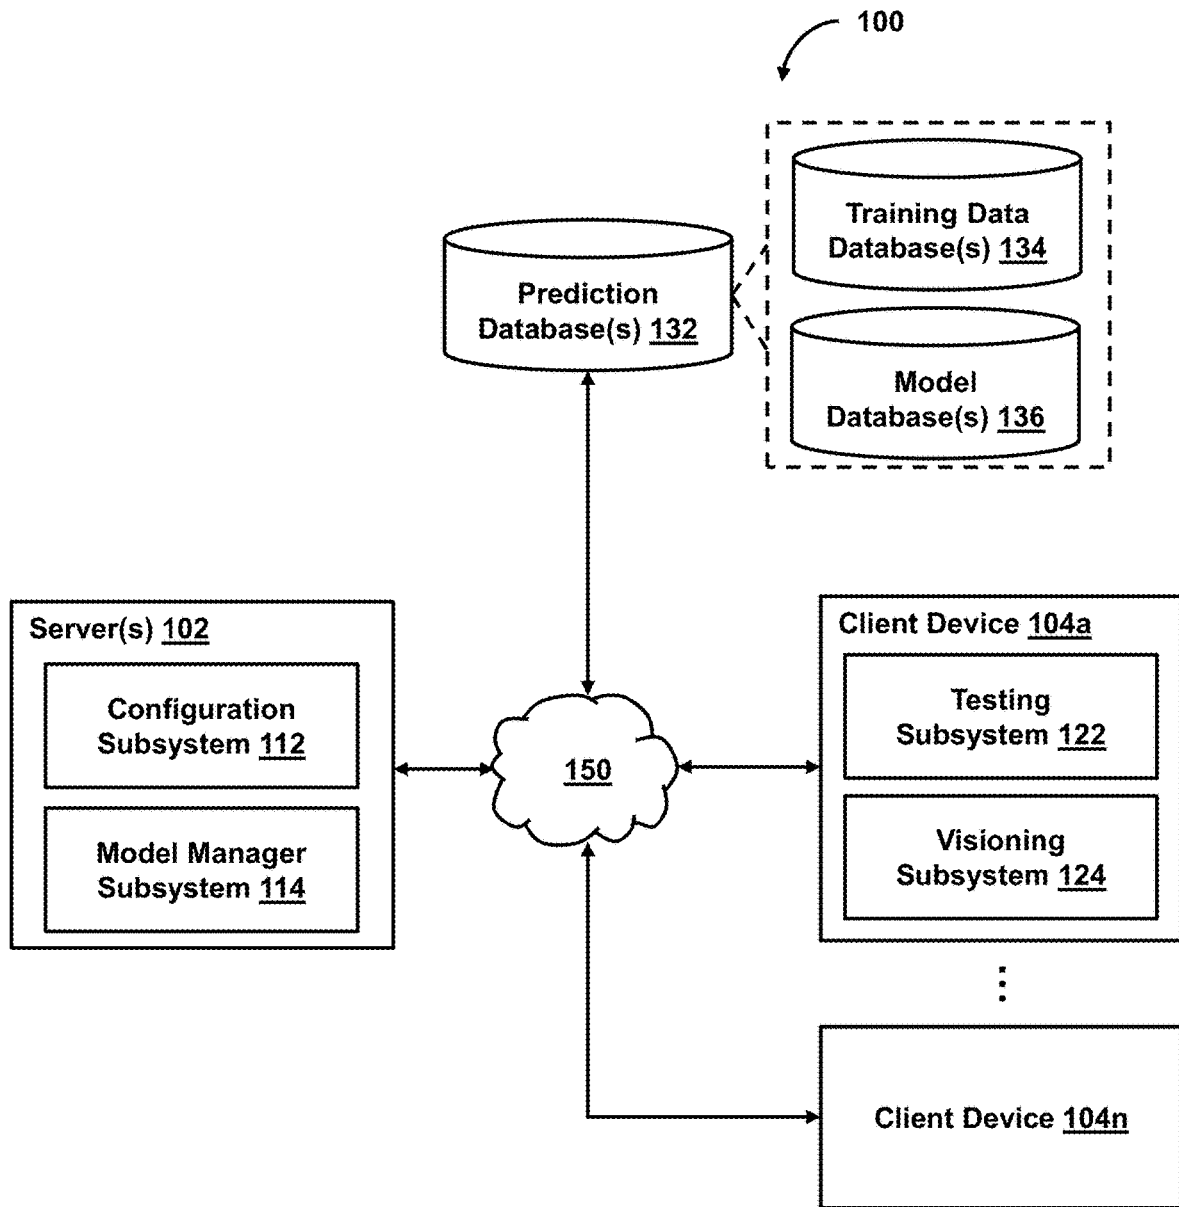 100
Training Data
Database(s) 134
Prediction
Database(s) 132
Model
Database(s) 136
Server(s) 102
Configuration
Subsystem 112
Model Manager
Subsystem 114
150
Client Device 104a
Testing
Subsystem 122
Visioning
Subsystem 124
Client Device 104n